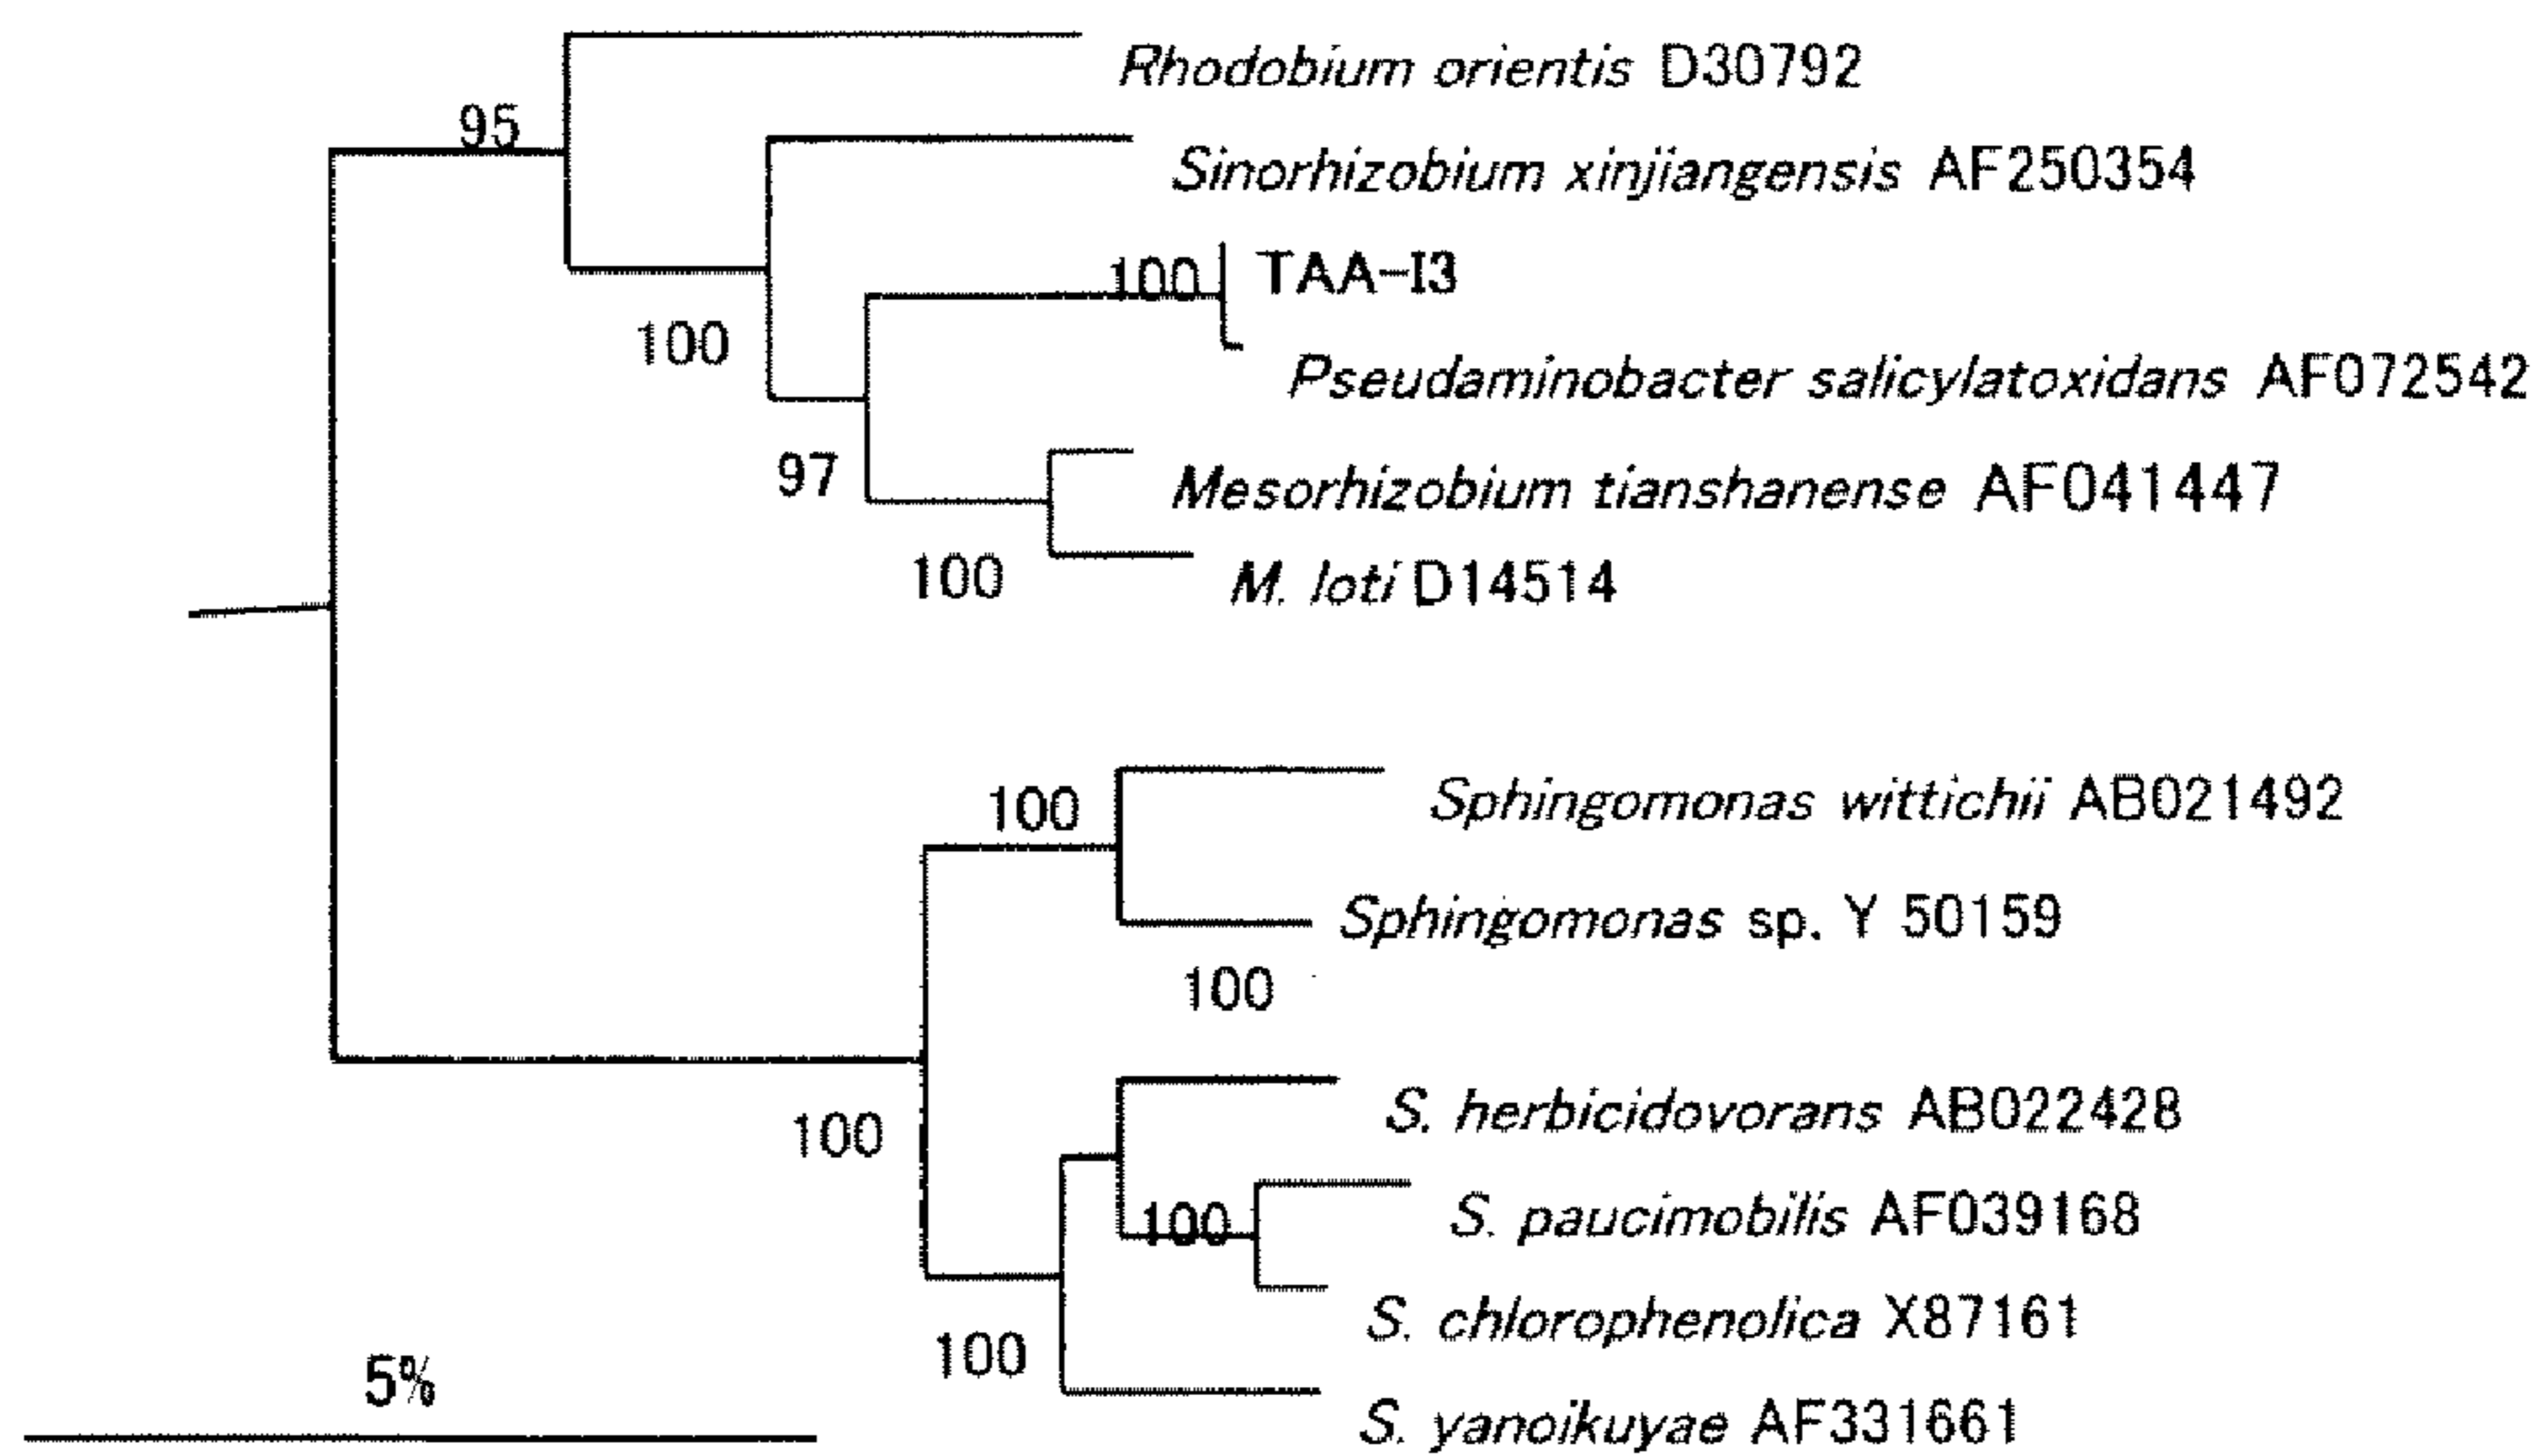 Rhodobium orientis D30792
95
Sinorhizobium xinjiangensis AF250354
100 TAA-I3
100
Pseudaminobacter salicylatoxidans AF072542
97
Mesorhizobium tianshanense AF041447
100
M. loti D14514
100
Sphingomonas wittichii AB021492
Sphingomonas sp. Y 50159
100
100
S. herbicidovorans AB022428
100
S. paucimobilis AF039168
S. chlorophenolica X87161
100
5%
S. yanoikuyae AF331661